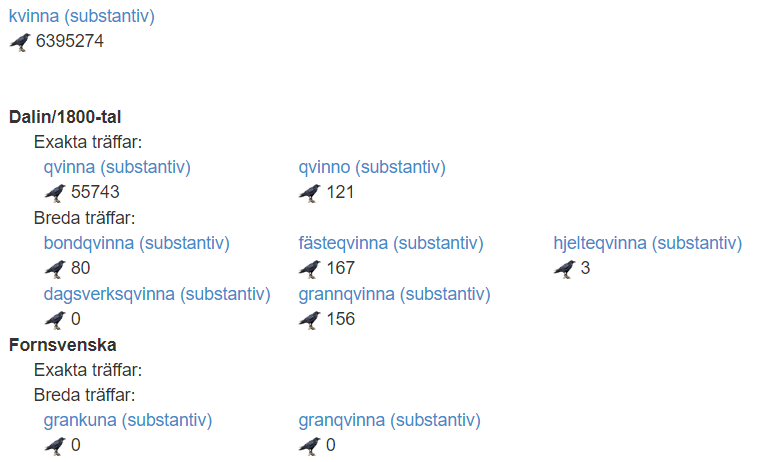 kvinna (substantiv)
6395274
Dalin/1800-tal
Exakta träffar:
qvinna (substantiv) qvinno (substantiv)
55743 121
Breda träffar:
bondqvinna (substantiv) fästeqvinna (substantiv) hjelteqvinna (substantiv)
80 167 3
dagsverksqvinna (substantiv) grannqvinna (substantiv)
0 156
Fornsvenska
Exakta träffar:
Breda träffar:
grankuna (substantiv) granqvinna (substantiv)
0 0